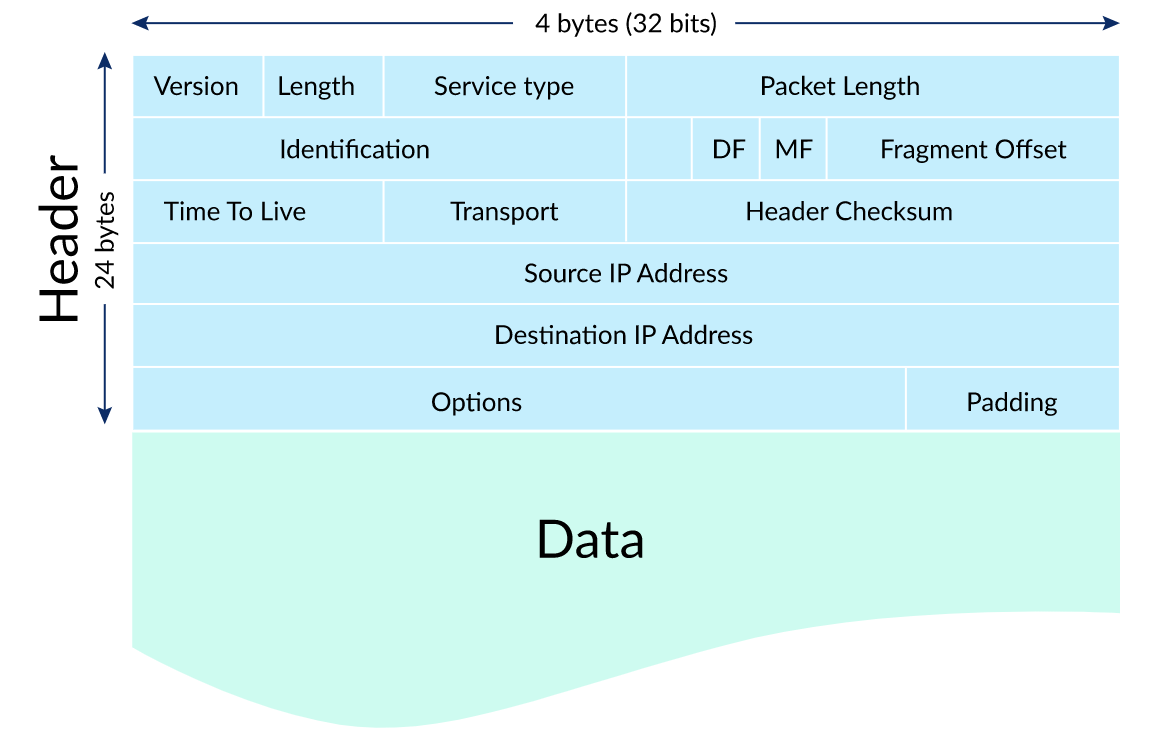 4 bytes (32 bits)
Header
24 bytes
Version
Length
Service type
Packet Length
Identification
DF
MF
Fragment Offset
Time To Live
Transport
Header Checksum
Source IP Address
Destination IP Address
Options
Padding
Data